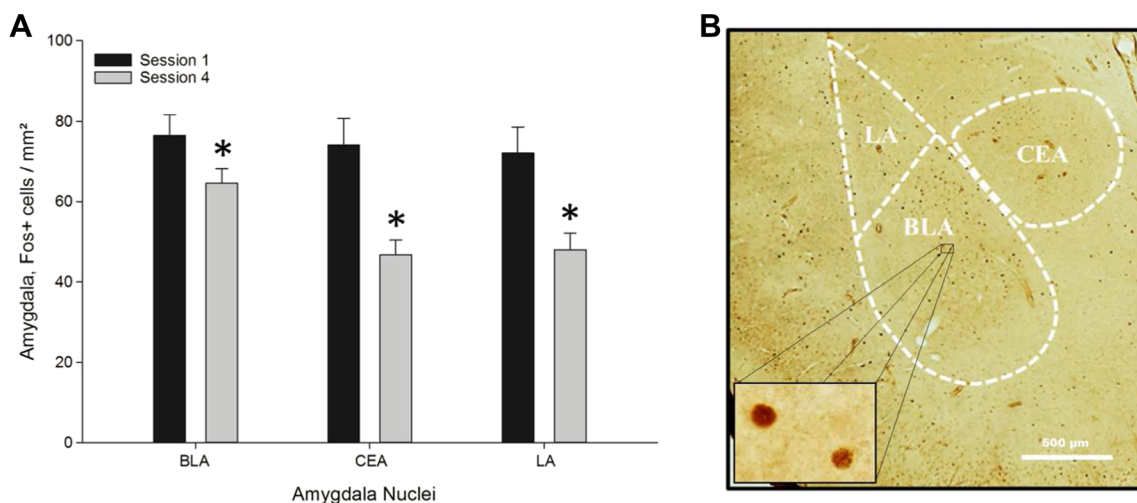 A
100
80
60
40
20
0
Amygdala, Fos+ cells / mm²
Session 1
Session 4
*
*
*
BLA CEA LA
Amygdala Nuclei
B
LA
CEA
BLA
500 µm